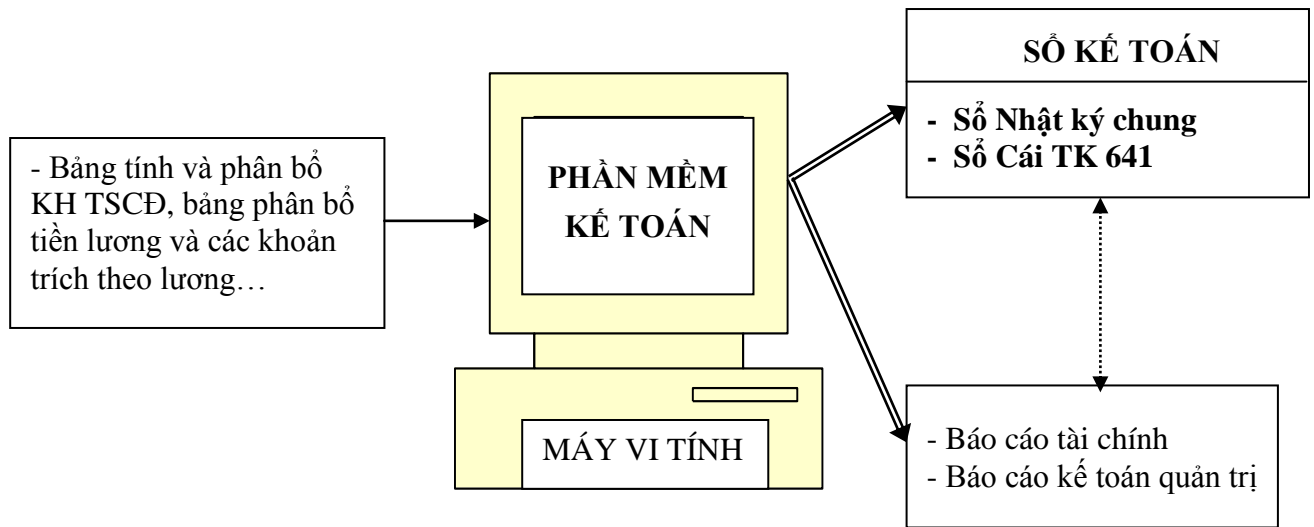 - Bảng tính và phân bổ
KH TSCĐ, bảng phân bổ
tiền lương và các khoản
trích theo lương…
PHẦN MỀM
KẾ TOÁN
MÁY VI TÍNH
SỔ KẾ TOÁN
- Sổ Nhật ký chung
- Sổ Cái TK 641
- Báo cáo tài chính
- Báo cáo kế toán quản trị